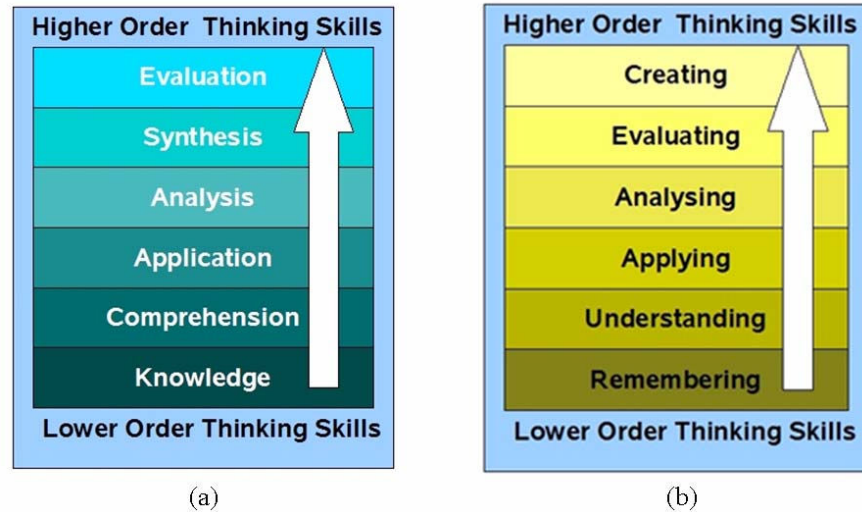 Higher Order Thinking Skills
Evaluation
Synthesis
Analysis
Application
Comprehension
Knowledge
Lower Order Thinking Skills
(a)
Higher Order Thinking Skills
Creating
Evaluating
Analysing
Applying
Understanding
Remembering
Lower Order Thinking Skills
(b)